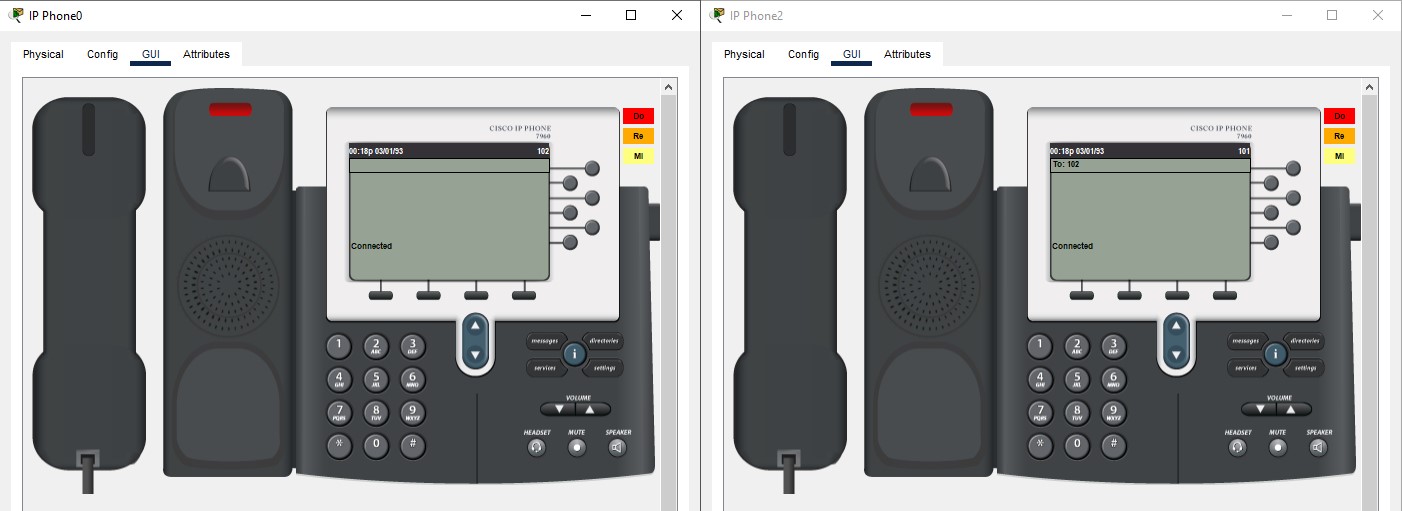 IP Phone0
Physical Config GUI Attributes
CISCO IP PHONE
7960
00:18p 03/01/93 102
Connected
Do
Re
MI
1 2 ABC 3 DEF
4 GHI 5 JKL 6 MNO
7 PQRS 8 TUV 9 WXYZ
* 0 #
messages directories
i
services settings
VOLUME
HEADSET MUTE SPEAKER
IP Phone2
Physical Config GUI Attributes
CISCO IP PHONE
7960
00:18p 03/01/93 101
To: 102
Connected
Do
Re
MI
1 2 ABC 3 DEF
4 GHI 5 JKL 6 MNO
7 PQRS 8 TUV 9 WXYZ
* 0 #
messages directories
i
services settings
VOLUME
HEADSET MUTE SPEAKER